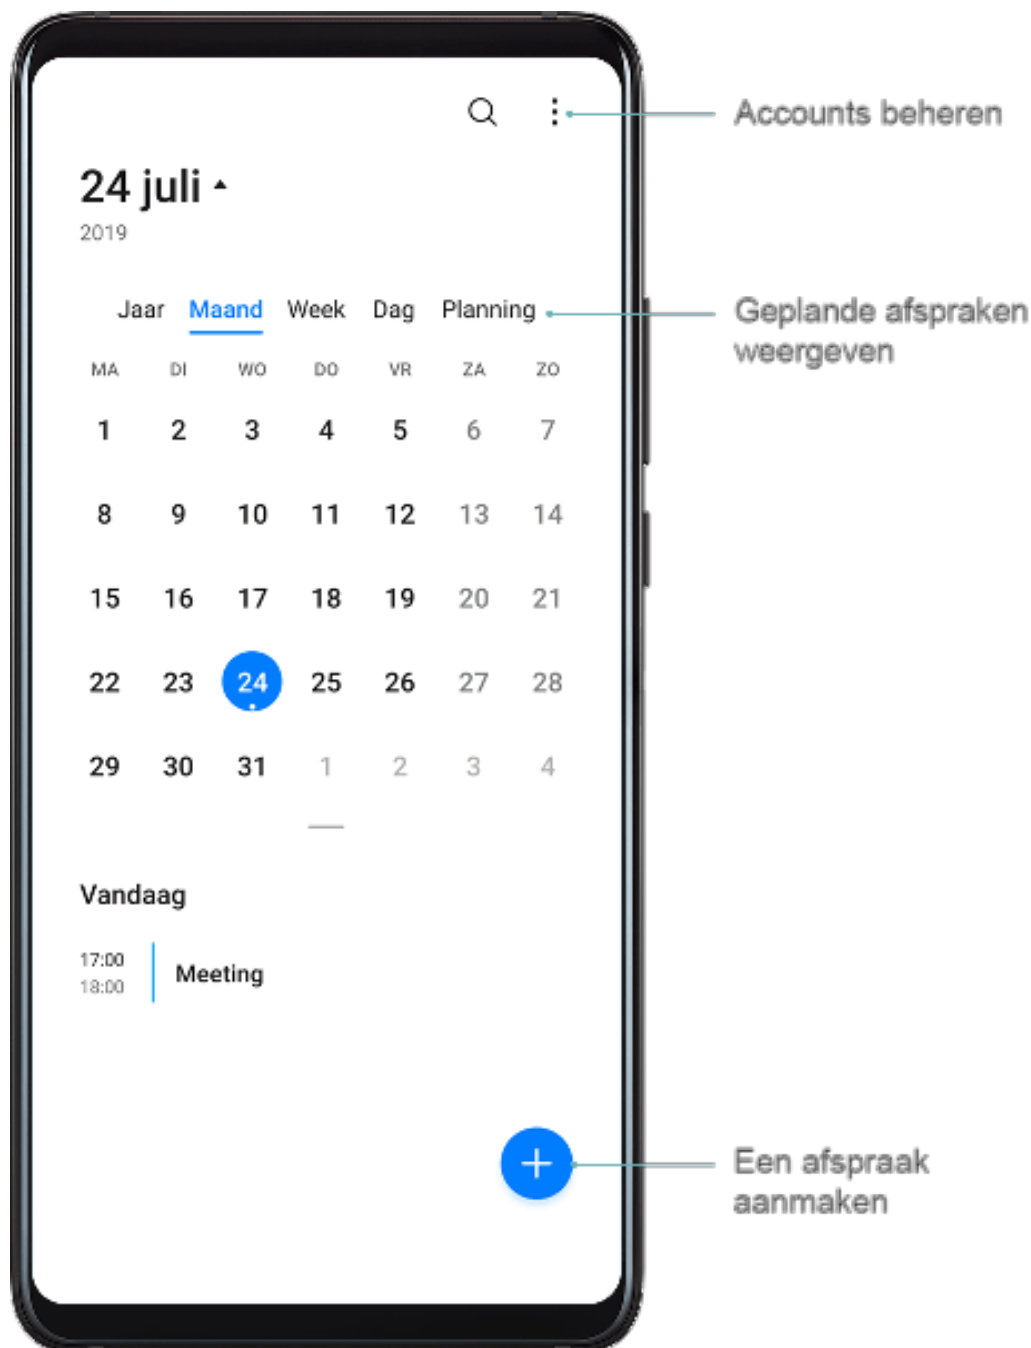 Accounts beheren
24 juli
2019
Jaar Maand Week Dag Planning
Geplande afspraken
weergeven
MA DI WO DO VR ZA ZO
1 2 3 4 5 6 7
8 9 10 11 12 13 14
15 16 17 18 19 20 21
22 23 24 25 26 27 28
29 30 31 1 2 3 4
Vandaag
17:00
18:00
Meeting
Een afspraak
aanmaken